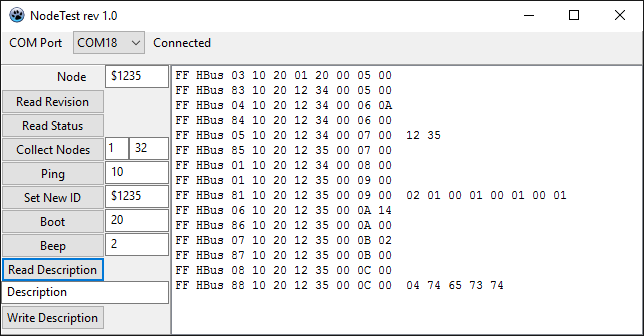 NodeTest rev 1.0
COM Port COM18 Connected
Node $1235
Read Revision
Read Status
Collect Nodes 1 32
Ping 10
Set New ID $1235
Boot 20
Beep 2
Read Description
Description
Write Description
FF HBus 03 10 20 01 20 00 05 00
FF HBus 83 10 20 12 34 00 05 00
FF HBus 04 10 20 12 34 00 06 0A
FF HBus 84 10 20 12 34 00 06 00
FF HBus 05 10 20 12 34 00 07 00 12 35
FF HBus 85 10 20 12 35 00 07 00
FF HBus 01 10 20 12 34 00 08 00
FF HBus 01 10 20 12 35 00 09 00
FF HBus 81 10 20 12 35 00 09 00 02 01 00 01 00 01 00 01
FF HBus 06 10 20 12 35 00 0A 14
FF HBus 86 10 20 12 35 00 0A 00
FF HBus 07 10 20 12 35 00 0B 02
FF HBus 87 10 20 12 35 00 0B 00
FF HBus 08 10 20 12 35 00 0C 00
FF HBus 88 10 20 12 35 00 0C 00 04 74 65 73 74